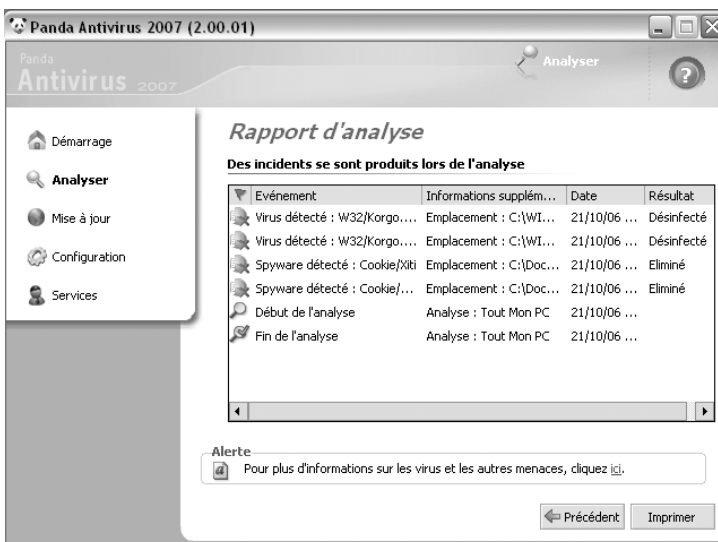 Panda Antivirus 2007 (2.00.01)
Panda
Antivirus 2007
Analyser
Démarrage
Analyser
Mise à jour
Configuration
Services
Rapport d'analyse
Des incidents se sont produits lors de l'analyse
Evénement Informations supplém... Date Résultat
Virus détecté : W32/Korgo.... Emplacement : C:\WI... 21/10/06 ... Désinfecté
Virus détecté : W32/Korgo.... Emplacement : C:\WI... 21/10/06 ... Désinfecté
Spyware détecté : Cookie/Xiti Emplacement : C:\Doc... 21/10/06 ... Eliminé
Spyware détecté : Cookie/... Emplacement : C:\Doc... 21/10/06 ... Eliminé
Début de l'analyse Analyse : Tout Mon PC 21/10/06 ...
Fin de l'analyse Analyse : Tout Mon PC 21/10/06 ...
Alerte
Pour plus d'informations sur les virus et les autres menaces, cliquez ici.
Précédent Imprimer